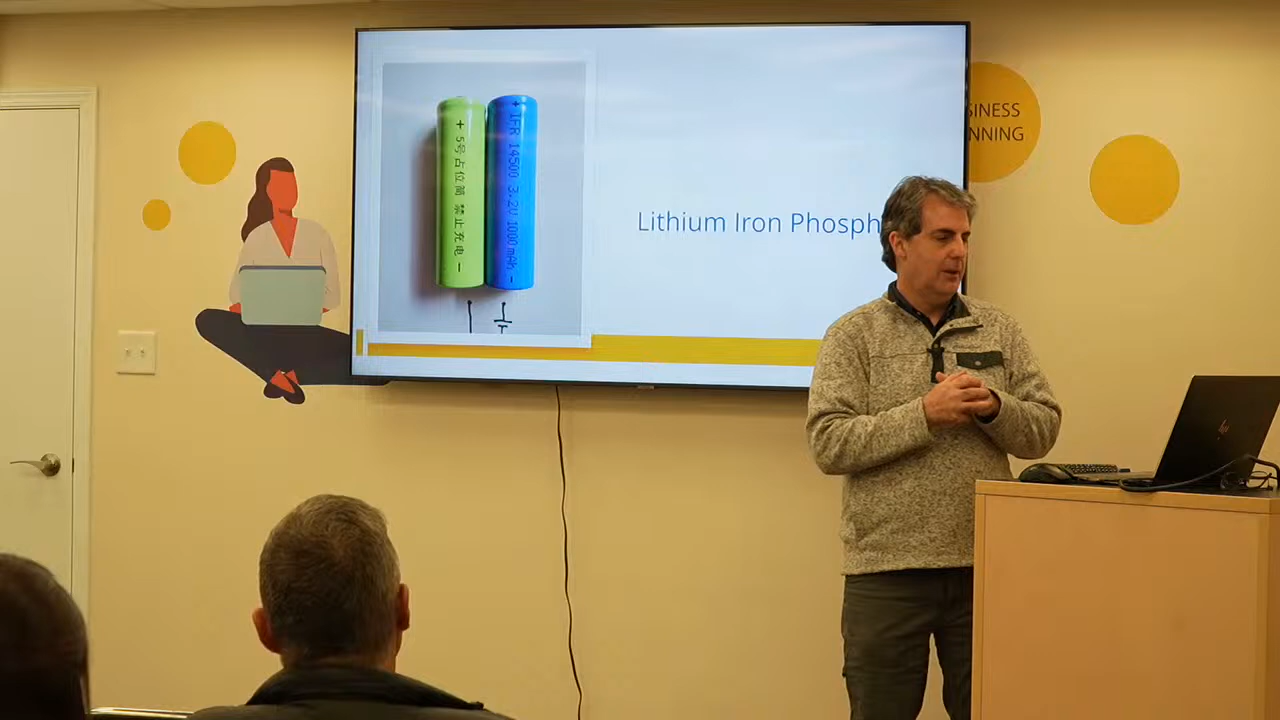 + 5号占位筒 禁止充电 -
+ IFR 14500 3.2V 1000mAh -
Lithium Iron Phosph
SINESS
NNING
hp